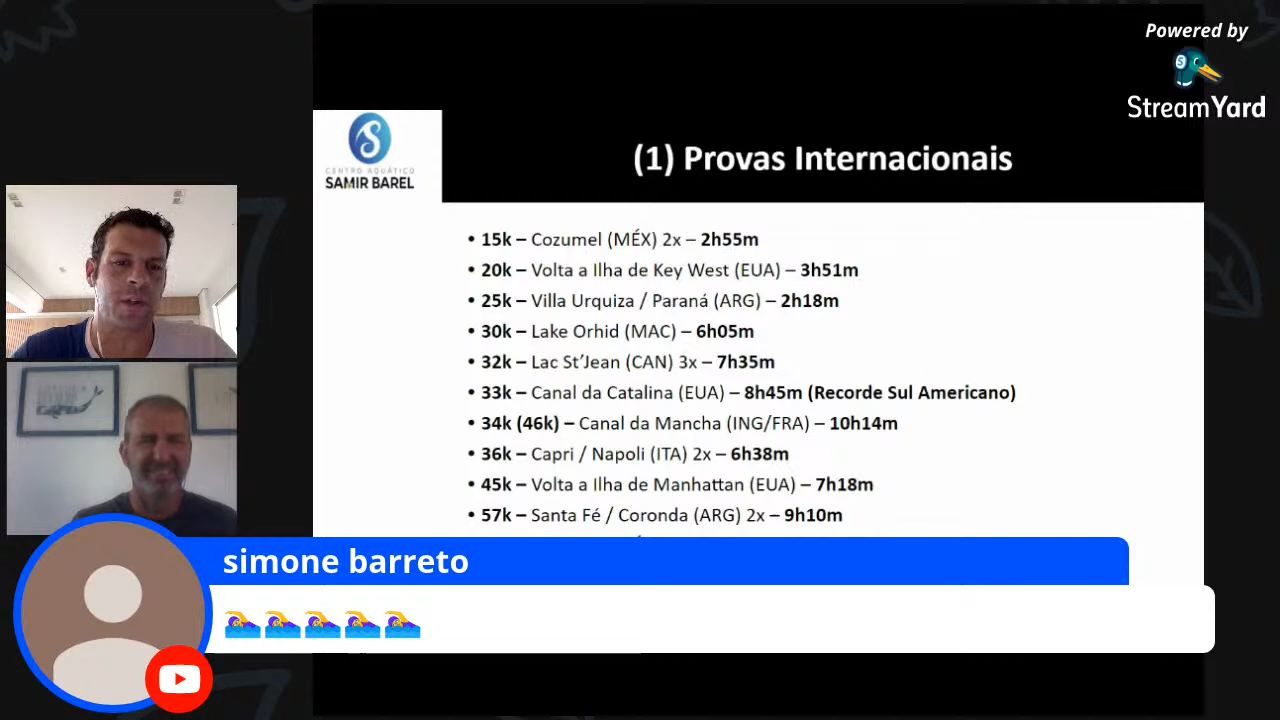 Powered by
StreamYard
CENTRO AQUÁTICO
SAMIR BAREL
(1) Provas Internacionais
• 15k – Cozumel (MÉX) 2x – 2h55m
• 20k – Volta a Ilha de Key West (EUA) – 3h51m
• 25k – Villa Urquiza / Paraná (ARG) – 2h18m
• 30k – Lake Orhid (MAC) – 6h05m
• 32k – Lac St’Jean (CAN) 3x – 7h35m
• 33k – Canal da Catalina (EUA) – 8h45m (Recorde Sul Americano)
• 34k (46k) – Canal da Mancha (ING/FRA) – 10h14m
• 36k – Capri / Napoli (ITA) 2x – 6h38m
• 45k – Volta a Ilha de Manhattan (EUA) – 7h18m
• 57k – Santa Fé / Coronda (ARG) 2x – 9h10m
simone barreto